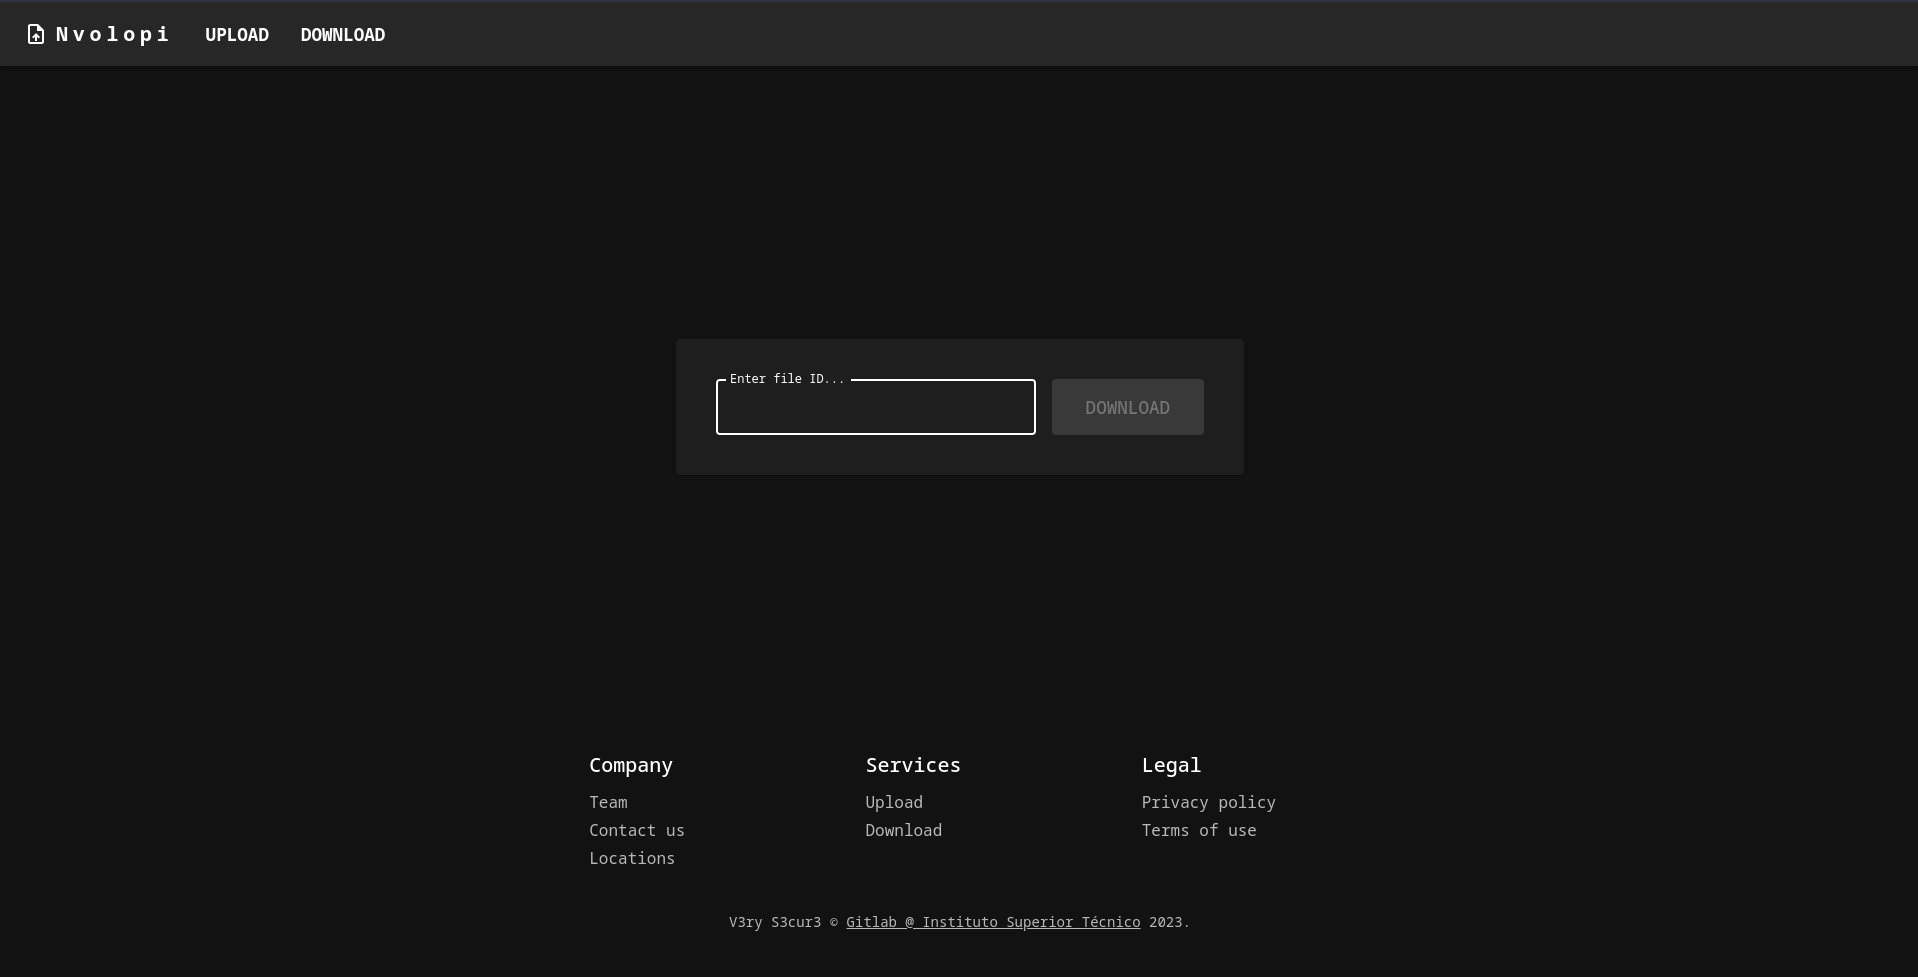 Nvolopi UPLOAD DOWNLOAD
Enter file ID...
DOWNLOAD
Company
Team
Contact us
Locations
Services
Upload
Download
Legal
Privacy policy
Terms of use
V3ry S3cur3 © Gitlab @ Instituto Superior Técnico 2023.